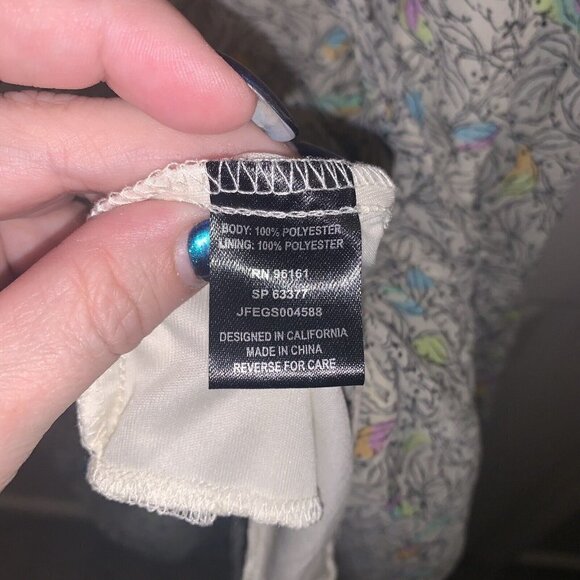 BODY: 100% POLYESTER
LINING: 100% POLYESTER
RN 96161
SP 63377
JFEGS004588
DESIGNED IN CALIFORNIA
MADE IN CHINA
REVERSE FOR CARE